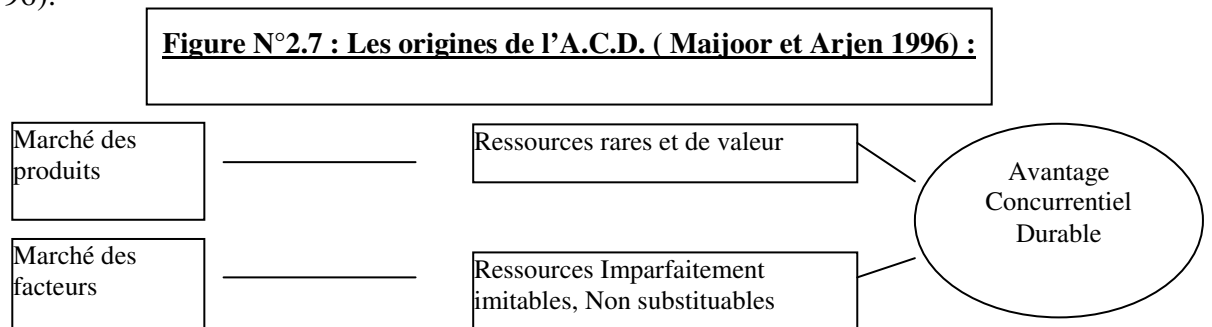 96).
Figure N°2.7 : Les origines de l’A.C.D. ( Maijoor et Arjen 1996) :
Marché des
produits
Ressources rares et de valeur
Avantage
Concurrentiel
Durable
Marché des
facteurs
Ressources Imparfaitement
imitables, Non substituables